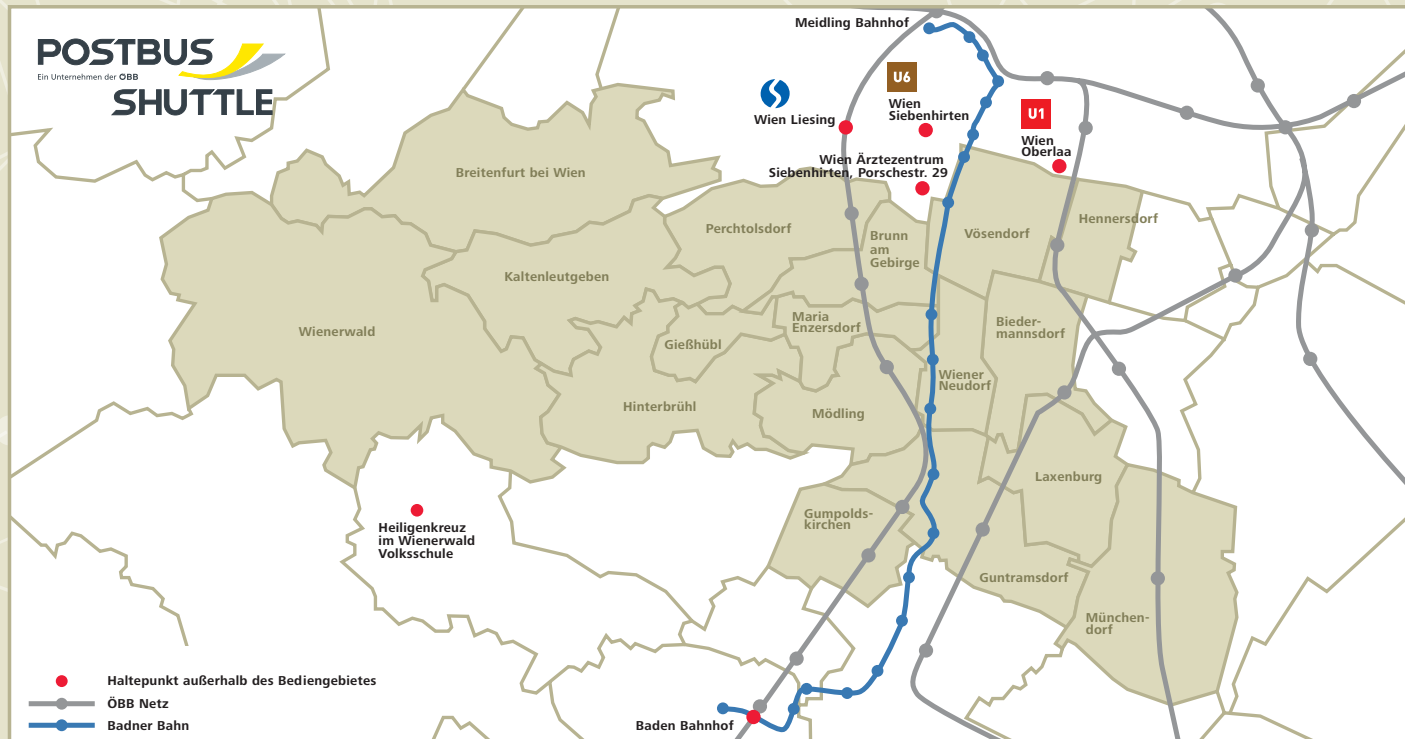 POSTBUS
Ein Unternehmen der ÖBB
SHUTTLE
Meidling Bahnhof
U6
Wien
Siebenhirten
Wien Liesing
U1
Wien
Oberlaa
Wien Ärztezentrum
Siebenhirten, Porschestr. 29
Breitenfurt bei Wien
Perchtolsdorf
Brunn
am
Gebirge
Vösendorf
Hennersdorf
Kaltenleutgeben
Wienerwald
Maria
Enzersdorf
Bieder-
mannsdorf
Gießhübl
Wiener
Neudorf
Hinterbrühl
Mödling
Laxenburg
Gumpolds-
kirchen
Heiligenkreuz
im Wienerwald
Volksschule
Guntramsdorf
München-
dorf
Haltepunkt außerhalb des Bediengebietes
ÖBB Netz
Badner Bahn
Baden Bahnhof